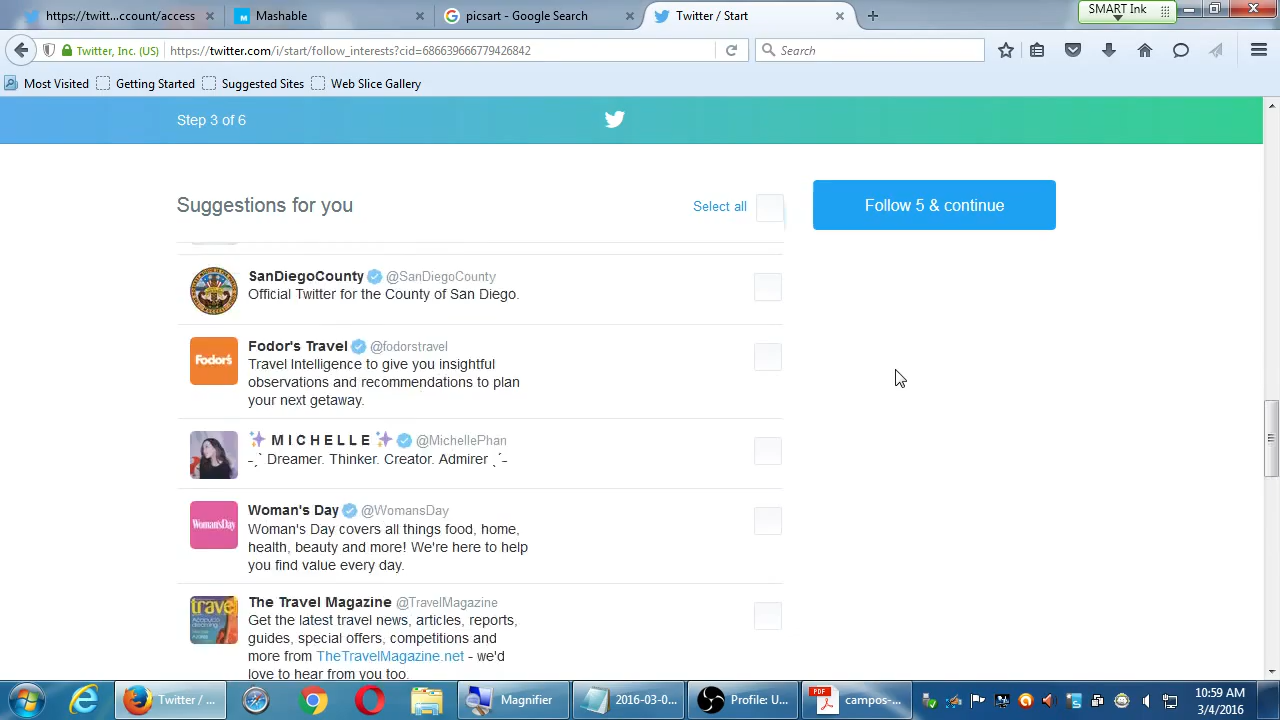 https://twitt...ccount/access
Mashable
picsart - Google Search
Twitter / Start
SMART Ink
Twitter, Inc. (US)
https://twitter.com/i/start/follow_interests?cid=686639666779426842
Search
Most Visited
Getting Started
Suggested Sites
Web Slice Gallery
Step 3 of 6
Suggestions for you
Select all
Follow 5 & continue
SanDiegoCounty @SanDiegoCounty
Official Twitter for the County of San Diego.
Fodor's
Fodor's Travel @fodorstravel
Travel Intelligence to give you insightful
observations and recommendations to plan
your next getaway.
✨ M I C H E L L E ✨ @MichellePhan
-ˏˋ Dreamer. Thinker. Creator. Admirer ˎˊ-
Woman'sDay
Woman's Day @WomansDay
Woman's Day covers all things food, home,
health, beauty and more! We're here to help
you find value every day.
travel
The Travel Magazine @TravelMagazine
Get the latest travel news, articles, reports,
guides, special offers, competitions and
more from TheTravelMagazine.net - we'd
love to hear from you too.
Twitter / ...
Magnifier
2016-03-0...
Profile: U...
PDF
campos-...
10:59 AM
3/4/2016